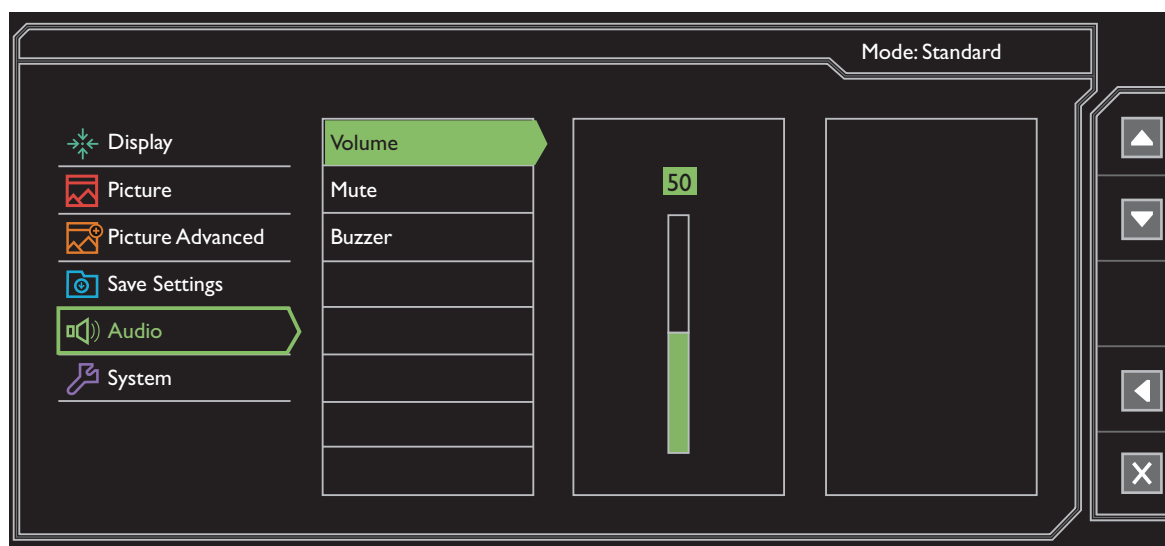 Mode: Standard
Display
Picture
Picture Advanced
Save Settings
Audio
System
Volume
Mute
Buzzer
50